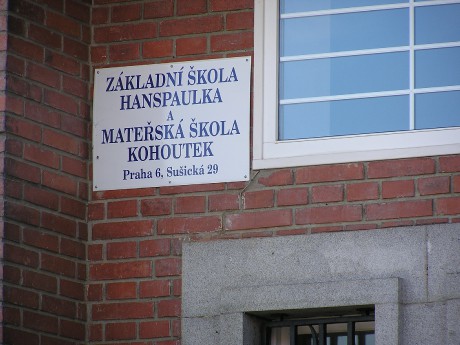 ZÁKLADNÍ ŠKOLA
HANSPAULKA
A
MATEŘSKÁ ŠKOLA
KOHOUTEK
Praha 6, Sušická 29